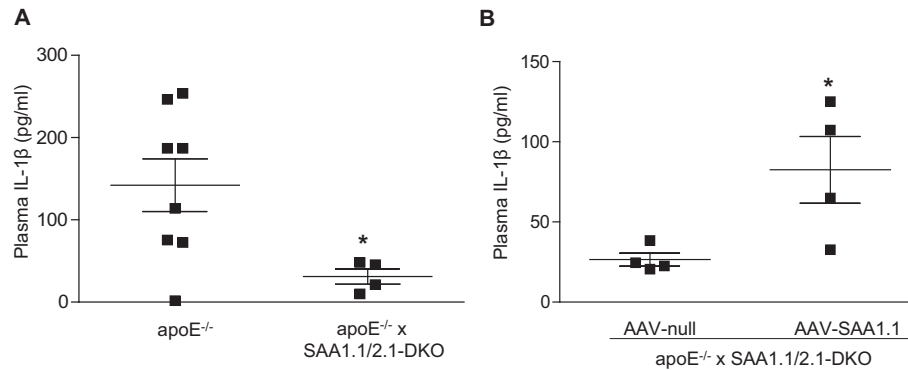 A
Plasma IL-1β (pg/ml)
300
200
100
0
*
apoE-/-
apoE-/- x
SAA1.1/2.1-DKO
B
Plasma IL-1β (pg/ml)
150
100
50
0
*
AAV-null
AAV-SAA1.1
apoE-/- x SAA1.1/2.1-DKO